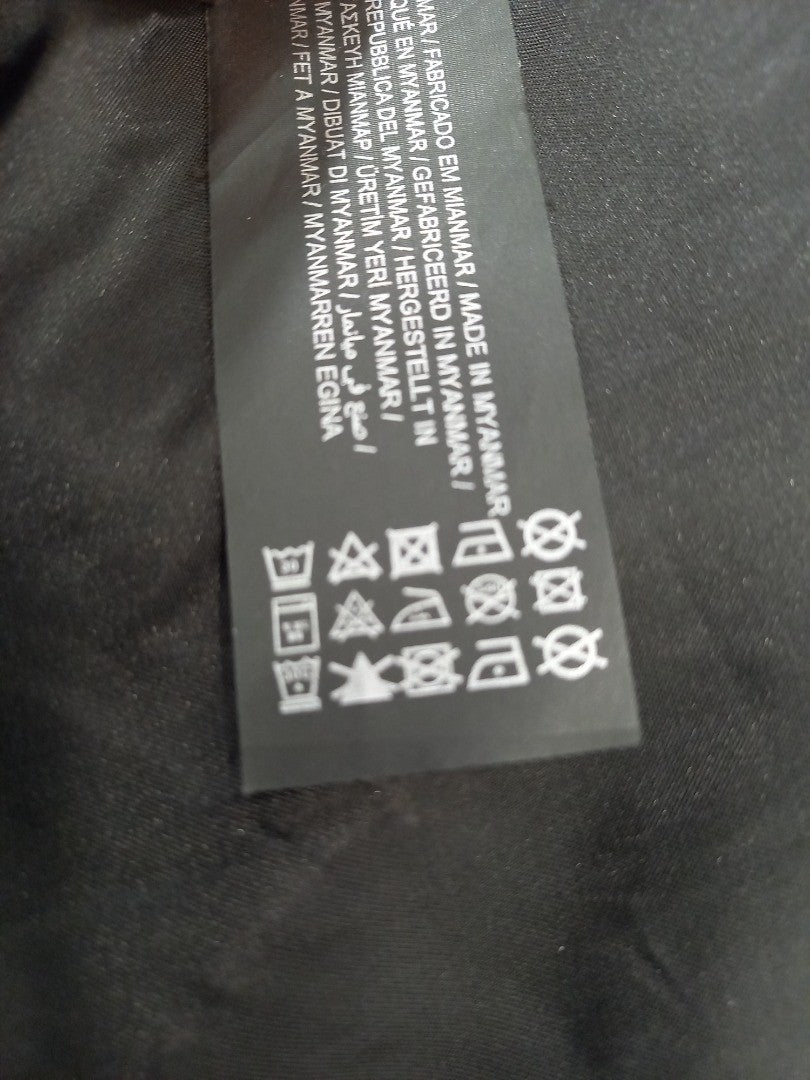 MAR / FABRICADO EM MIANMAR / MADE IN MYANMAR
QUÉ EN MYANMAR / GEFABRICEERD IN MYANMAR /
REPUBBLICA DEL MYANMAR / HERGESTELLT IN
ΑΣΚΕΥΗ ΜΙΑΝΜΑΡ / ÜRETİM YERİ MYANMAR /
MYANMAR / DIBUAT DI MYANMAR / صنع في ميانمار /
NMAR / FET A MYANMAR / MYANMARREN EGINA